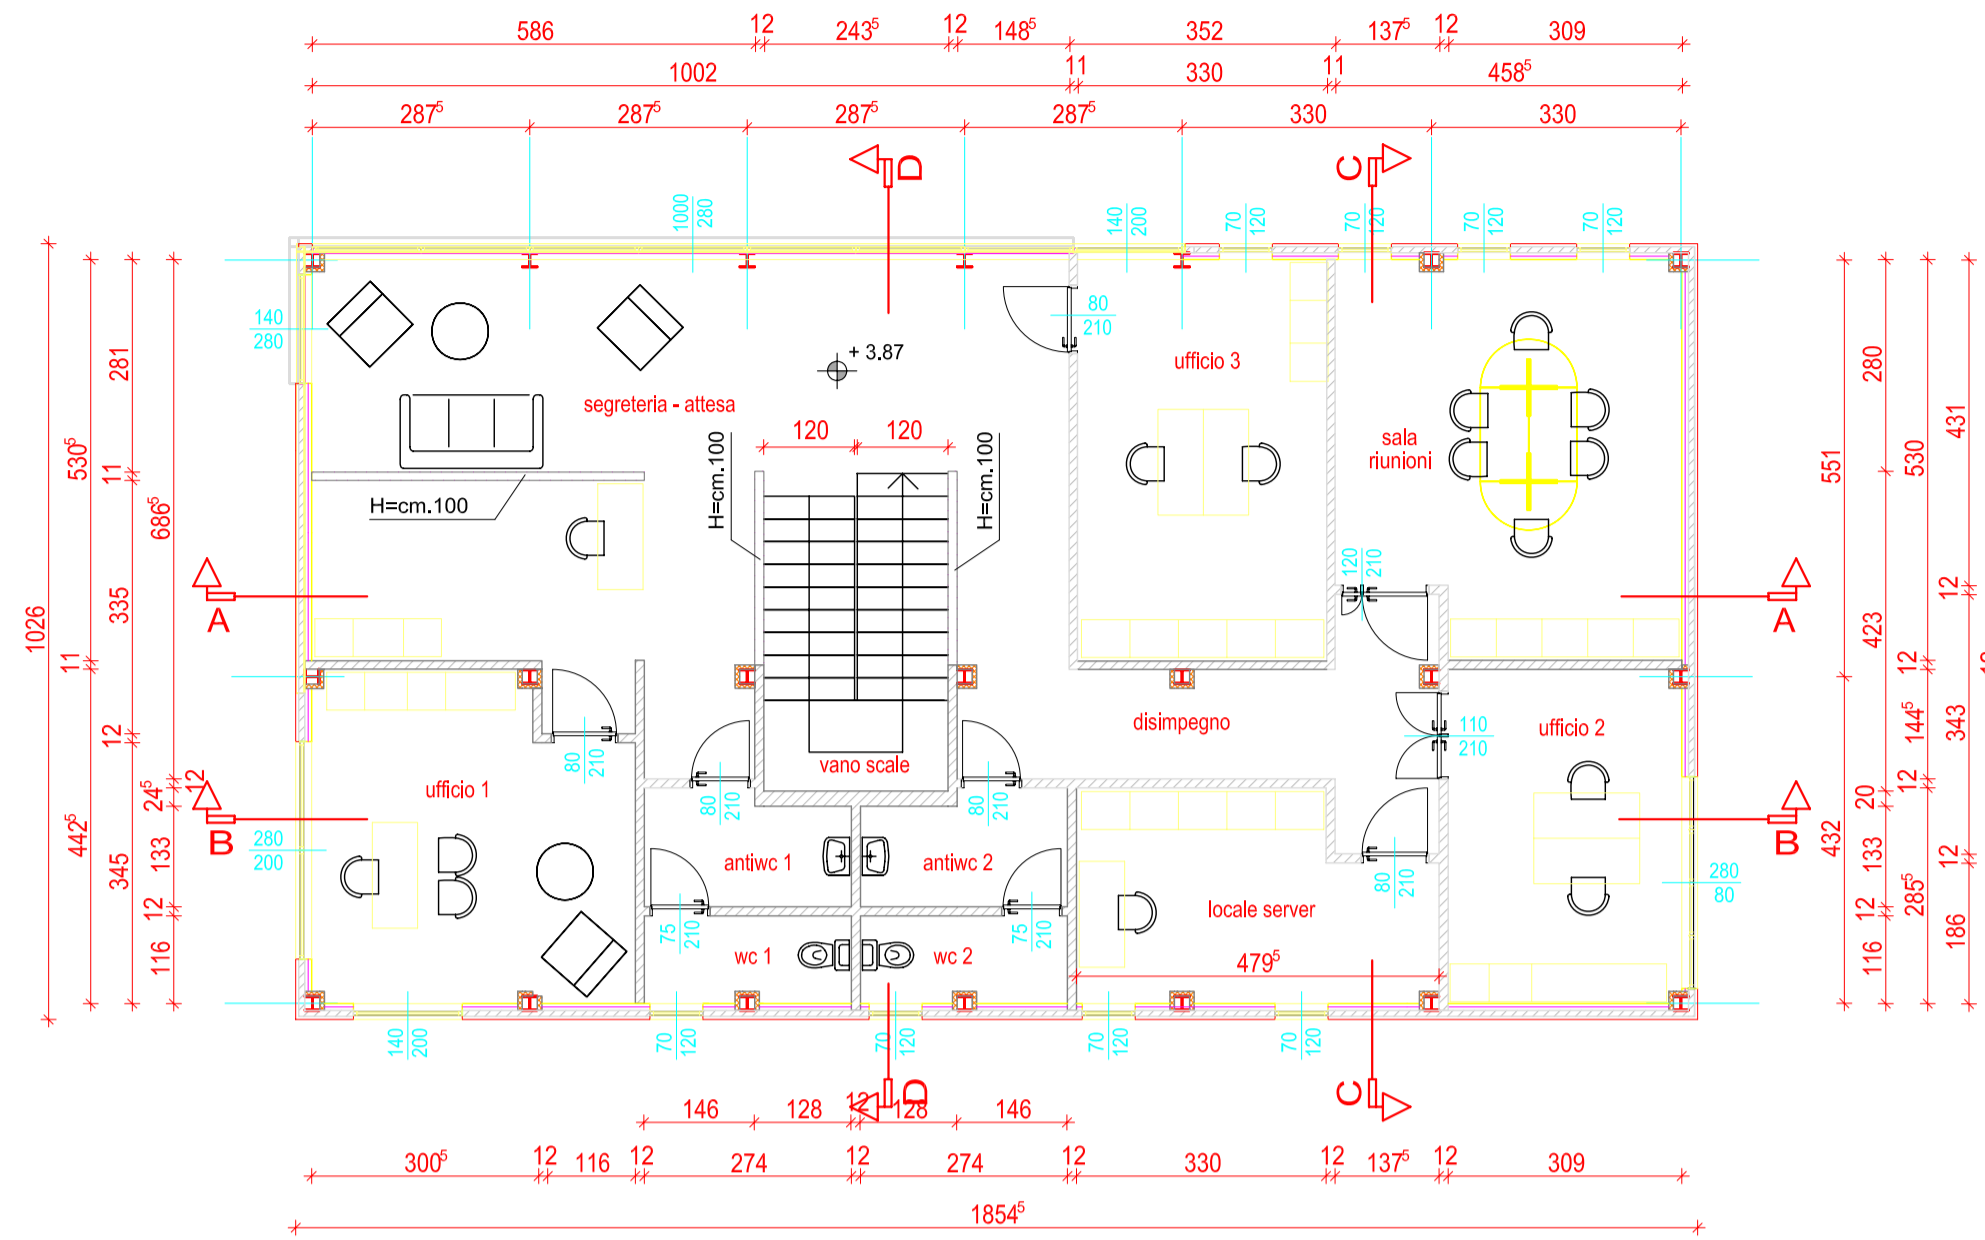 586 12 243⁵ 12 148⁵ 352 137⁵ 12 309
1002 11 330 11 458⁵
287⁵ 287⁵ 287⁵ 287⁵ 330 330
D C
1000
280
140
200
70
120
70
120
70
120
70
120
140
280
80
210
+ 3.87
ufficio 3
segreteria - attesa
120 120
sala
riunioni
H=cm.100
H=cm.100
H=cm.100
120
210
A A
disimpegno
ufficio 2
110
210
vano scale
80
210
ufficio 1
80
210
80
210
B B
280
200
antiwc 1
antiwc 2
80
210
280
80
locale server
75
210
75
210
wc 1
wc 2
479⁵
140
200
70
120
70
120
70
120
70
120
D C
1026
530⁵ 11 442⁵
281 11 335 12 345
686⁵ 12 24⁵ 133 12 116
551 432
280 423 20 133 12 116
530 12 144⁵ 12 285⁵
431 12 343 12 186
146 128 12 128 146
300⁵ 12 116 12 274 12 274 12 330 12 137⁵ 12 309
1854⁵